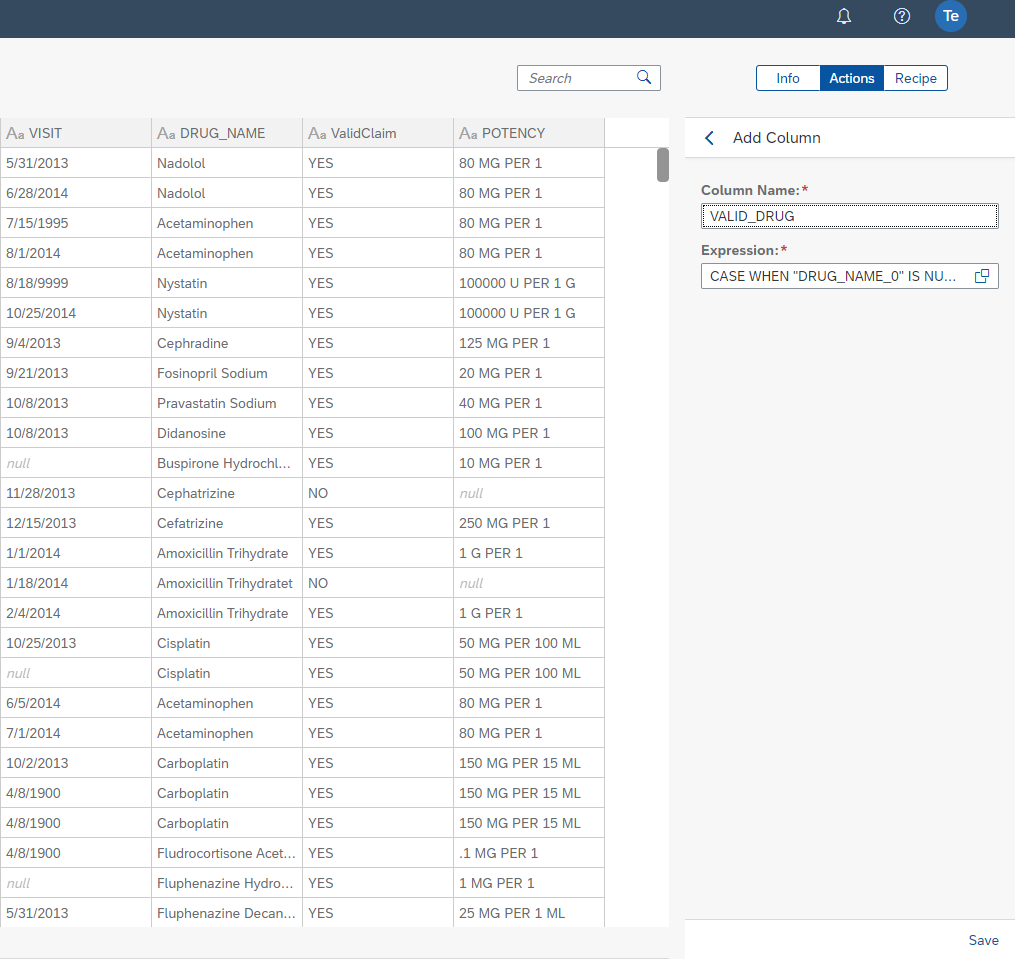 Te
Search
Info Actions Recipe
Aa VISIT Aa DRUG_NAME Aa ValidClaim Aa POTENCY
5/31/2013 Nadolol YES 80 MG PER 1
6/28/2014 Nadolol YES 80 MG PER 1
7/15/1995 Acetaminophen YES 80 MG PER 1
8/1/2014 Acetaminophen YES 80 MG PER 1
8/18/9999 Nystatin YES 100000 U PER 1 G
10/25/2014 Nystatin YES 100000 U PER 1 G
9/4/2013 Cephradine YES 125 MG PER 1
9/21/2013 Fosinopril Sodium YES 20 MG PER 1
10/8/2013 Pravastatin Sodium YES 40 MG PER 1
10/8/2013 Didanosine YES 100 MG PER 1
null Buspirone Hydrochl... YES 10 MG PER 1
11/28/2013 Cephatrizine NO null
12/15/2013 Cefatrizine YES 250 MG PER 1
1/1/2014 Amoxicillin Trihydrate YES 1 G PER 1
1/18/2014 Amoxicillin Trihydratet NO null
2/4/2014 Amoxicillin Trihydrate YES 1 G PER 1
10/25/2013 Cisplatin YES 50 MG PER 100 ML
null Cisplatin YES 50 MG PER 100 ML
6/5/2014 Acetaminophen YES 80 MG PER 1
7/1/2014 Acetaminophen YES 80 MG PER 1
10/2/2013 Carboplatin YES 150 MG PER 15 ML
4/8/1900 Carboplatin YES 150 MG PER 15 ML
4/8/1900 Carboplatin YES 150 MG PER 15 ML
4/8/1900 Fludrocortisone Acet... YES .1 MG PER 1
null Fluphenazine Hydro... YES 1 MG PER 1
5/31/2013 Fluphenazine Decan... YES 25 MG PER 1 ML
Add Column
Column Name:*
VALID_DRUG
Expression:*
CASE WHEN "DRUG_NAME_0" IS NU...
Save